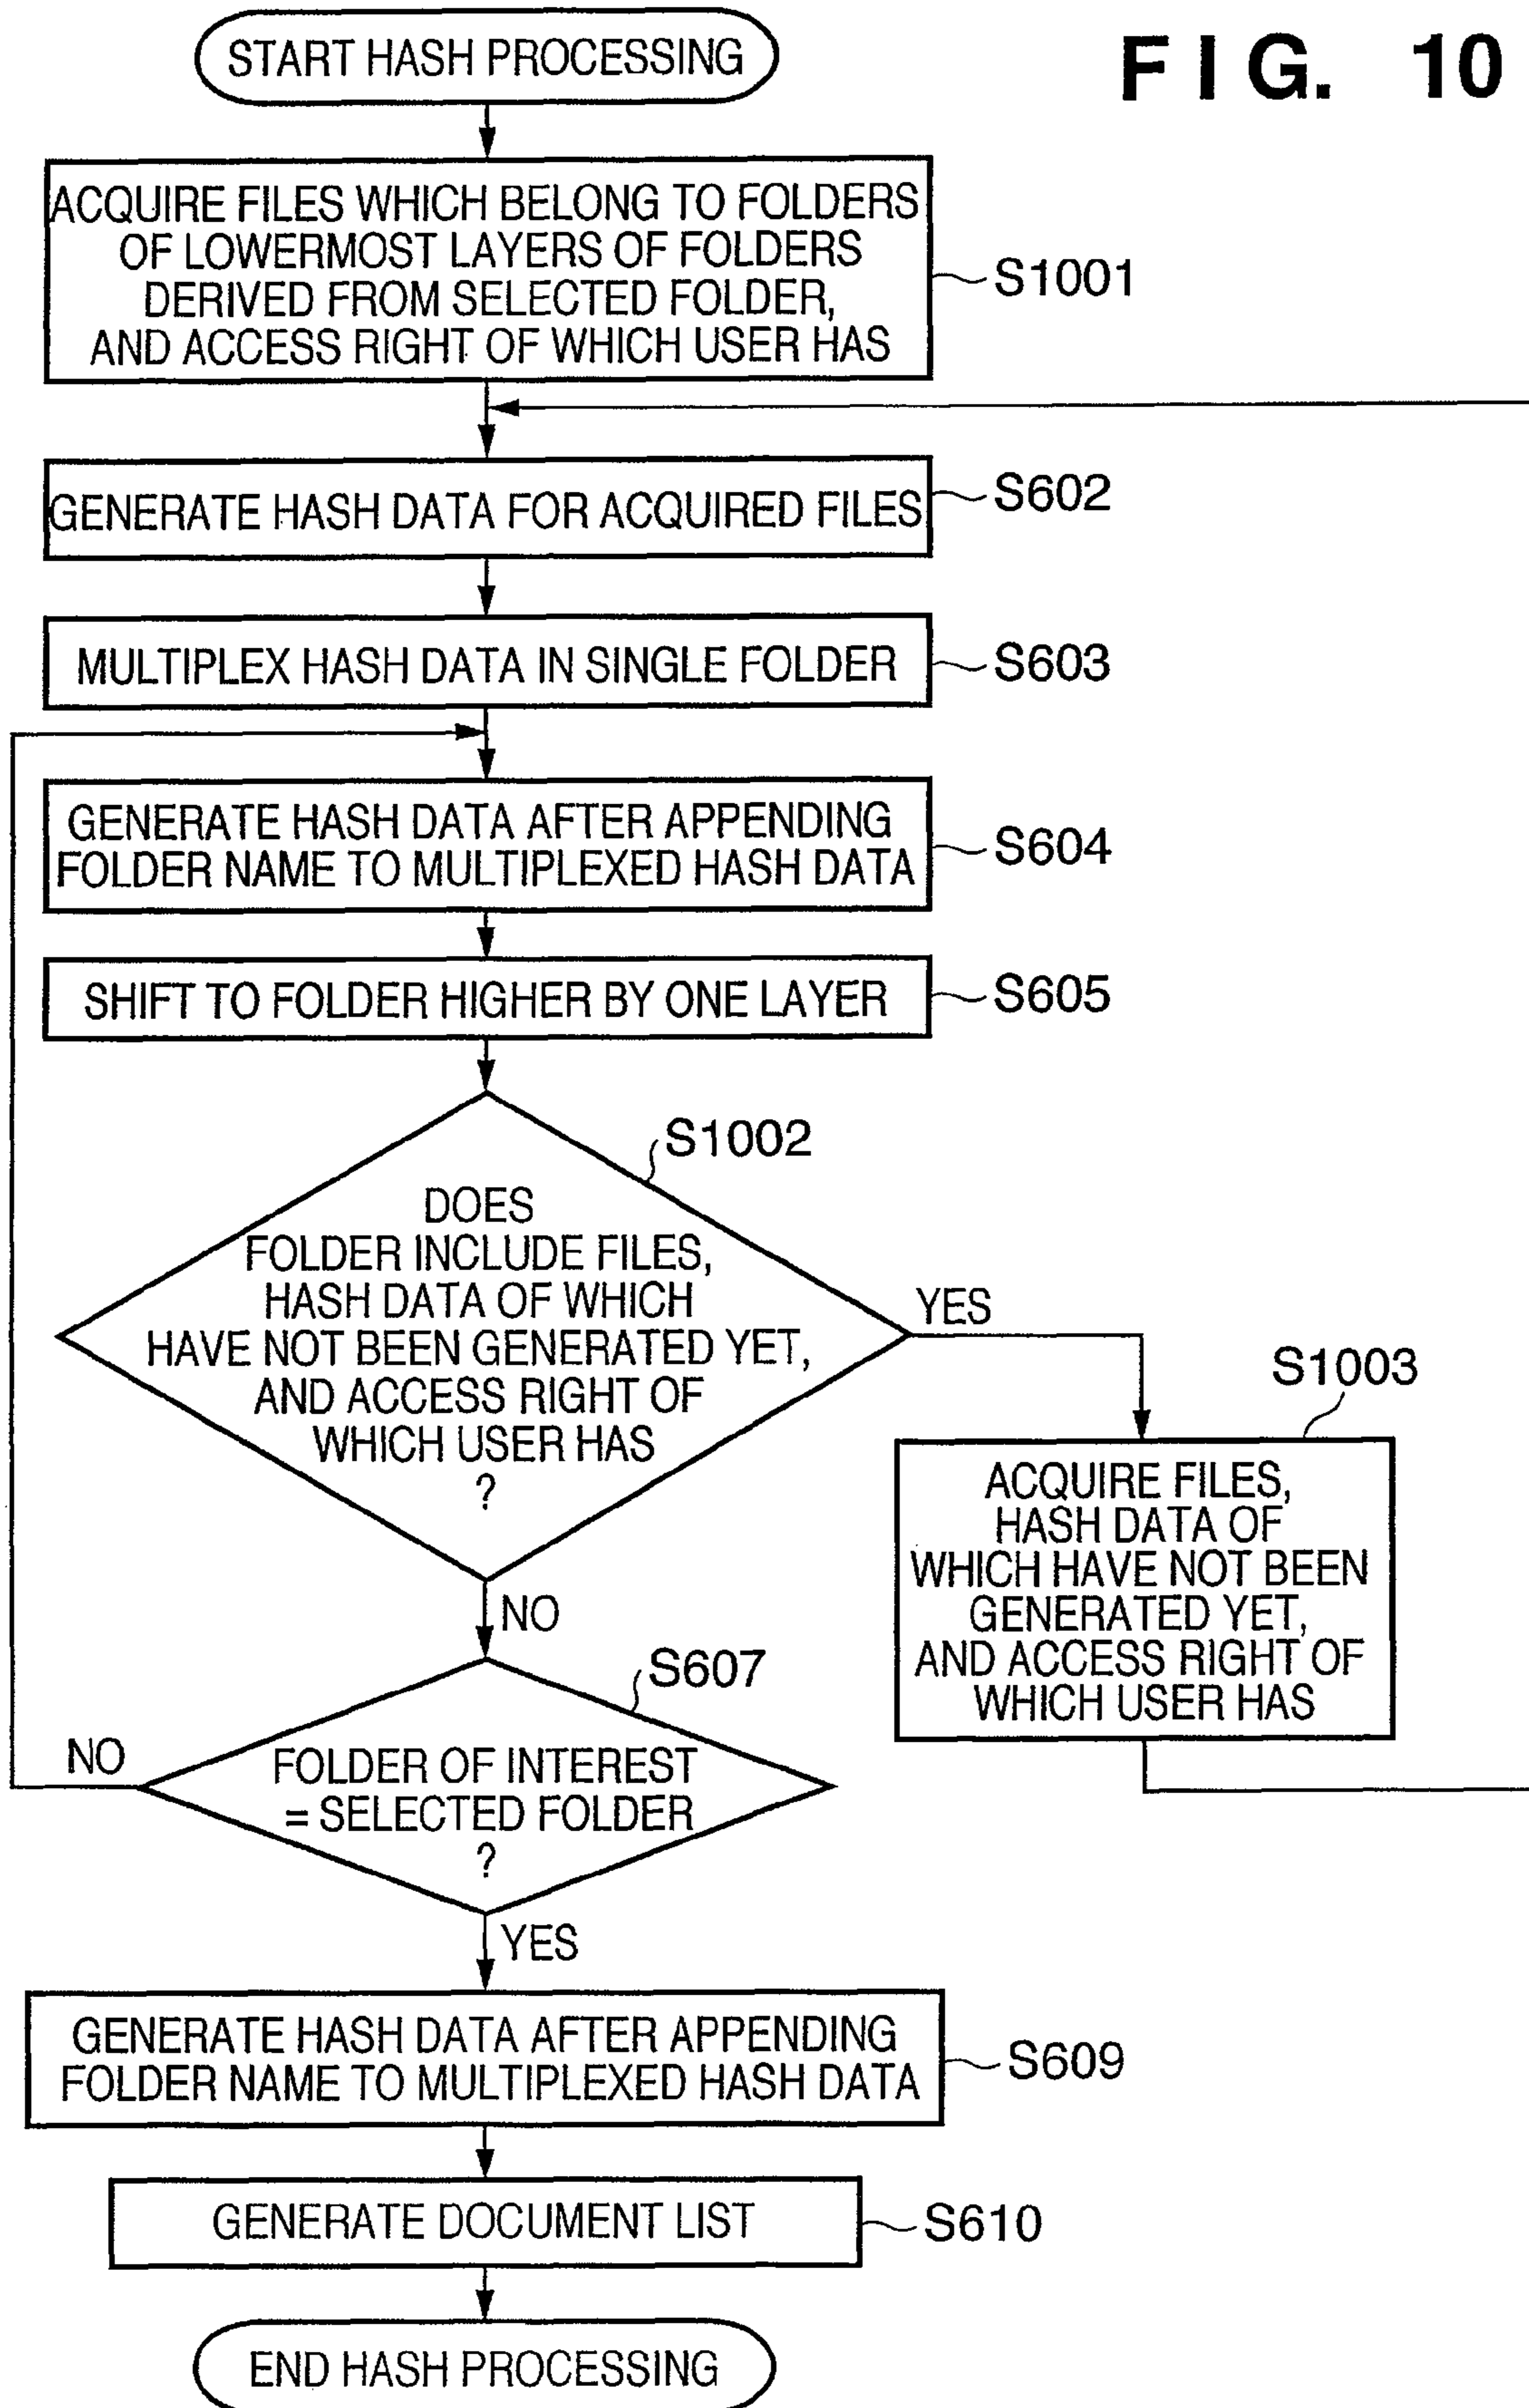 START HASH PROCESSING
FIG. 10
ACQUIRE FILES WHICH BELONG TO FOLDERS
OF LOWERMOST LAYERS OF FOLDERS
DERIVED FROM SELECTED FOLDER,
AND ACCESS RIGHT OF WHICH USER HAS
S1001
GENERATE HASH DATA FOR ACQUIRED FILES
S602
MULTIPLEX HASH DATA IN SINGLE FOLDER
S603
GENERATE HASH DATA AFTER APPENDING
FOLDER NAME TO MULTIPLEXED HASH DATA
S604
SHIFT TO FOLDER HIGHER BY ONE LAYER
S605
S1002
DOES
FOLDER INCLUDE FILES,
HASH DATA OF WHICH
HAVE NOT BEEN GENERATED YET,
AND ACCESS RIGHT OF
WHICH USER HAS
?
YES
S1003
ACQUIRE FILES,
HASH DATA OF
WHICH HAVE NOT BEEN
GENERATED YET,
AND ACCESS RIGHT OF
WHICH USER HAS
NO
S607
NO
FOLDER OF INTEREST
= SELECTED FOLDER
?
YES
GENERATE HASH DATA AFTER APPENDING
FOLDER NAME TO MULTIPLEXED HASH DATA
S609
GENERATE DOCUMENT LIST
S610
END HASH PROCESSING